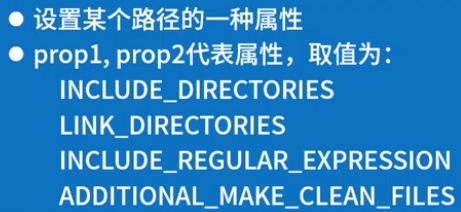 ● 设置某个路径的一种属性
● prop1, prop2代表属性，取值为：
INCLUDE_DIRECTORIES
LINK_DIRECTORIES
INCLUDE_REGULAR_EXPRESSION
ADDITIONAL_MAKE_CLEAN_FILES